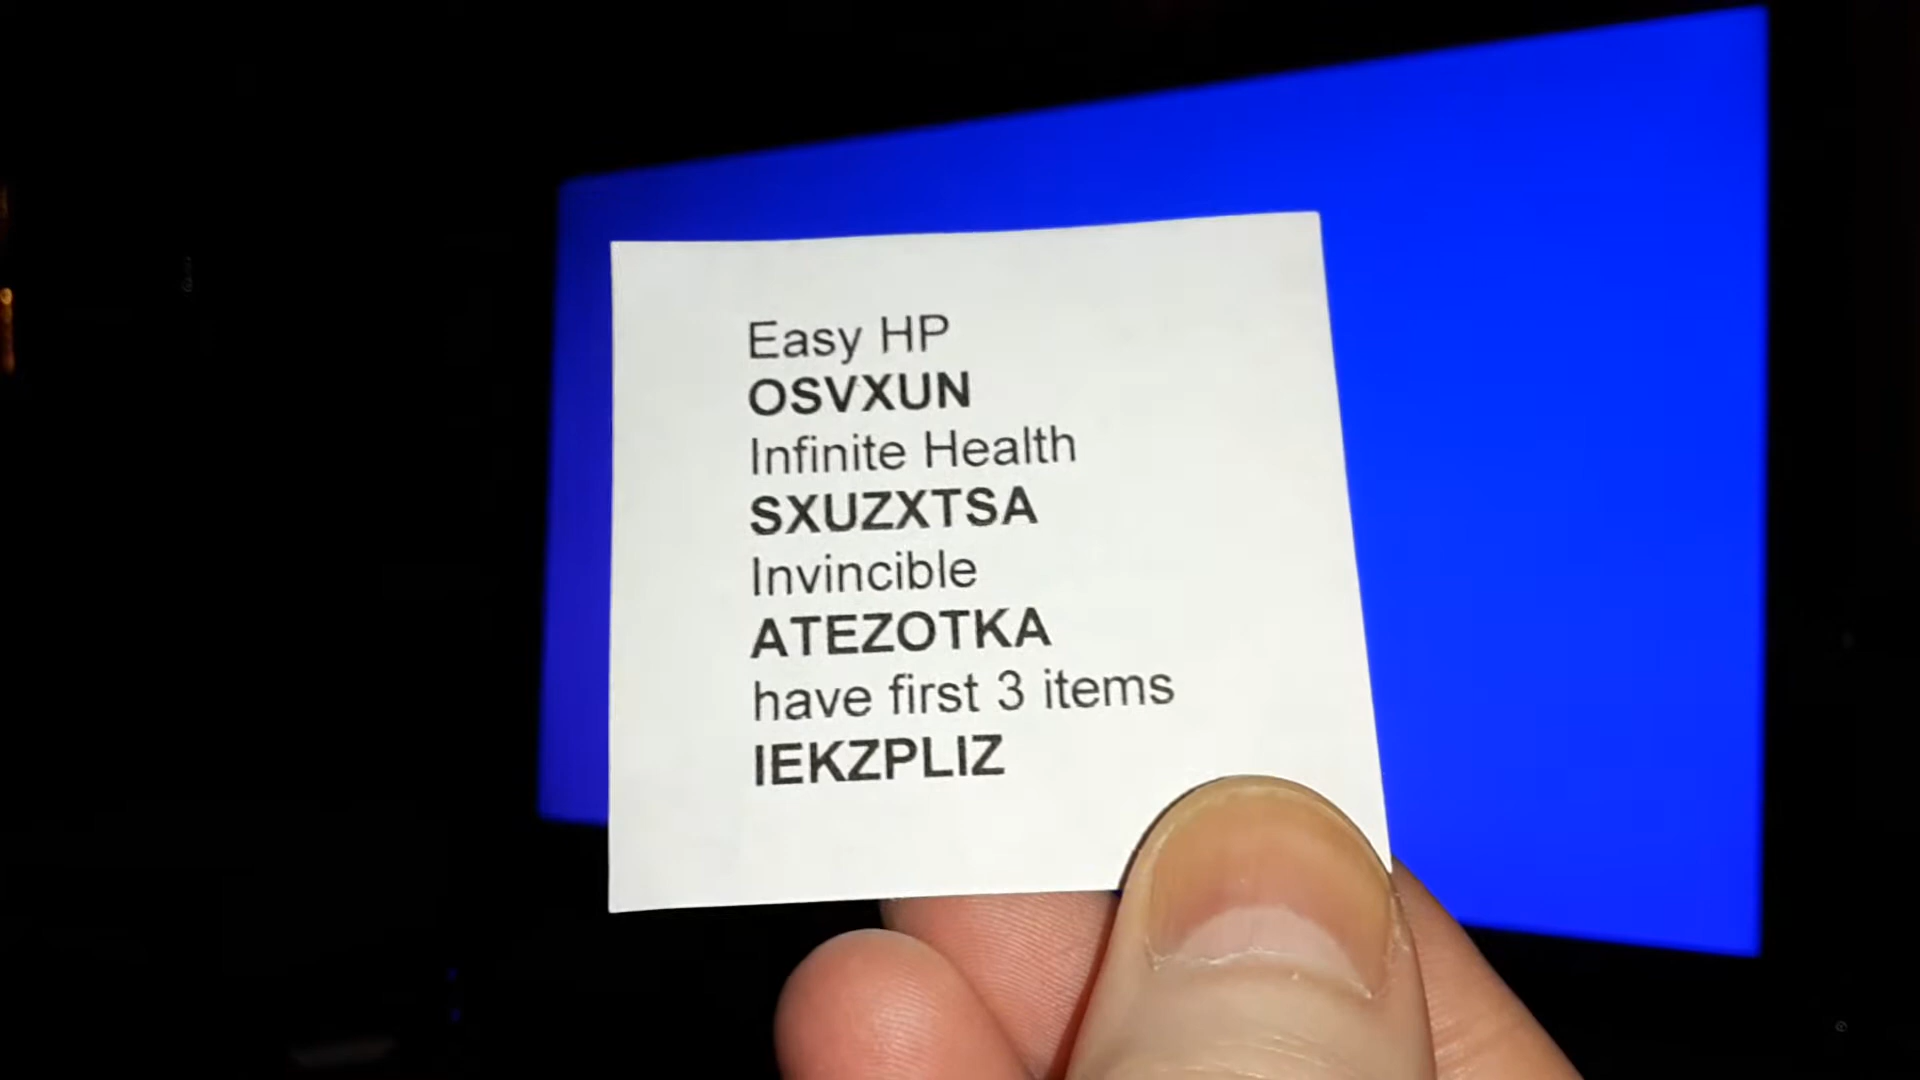 Easy HP
OSVXUN
Infinite Health
SXUZXTSA
Invincible
ATEZOTKA
have first 3 items
IEKZPLIZ